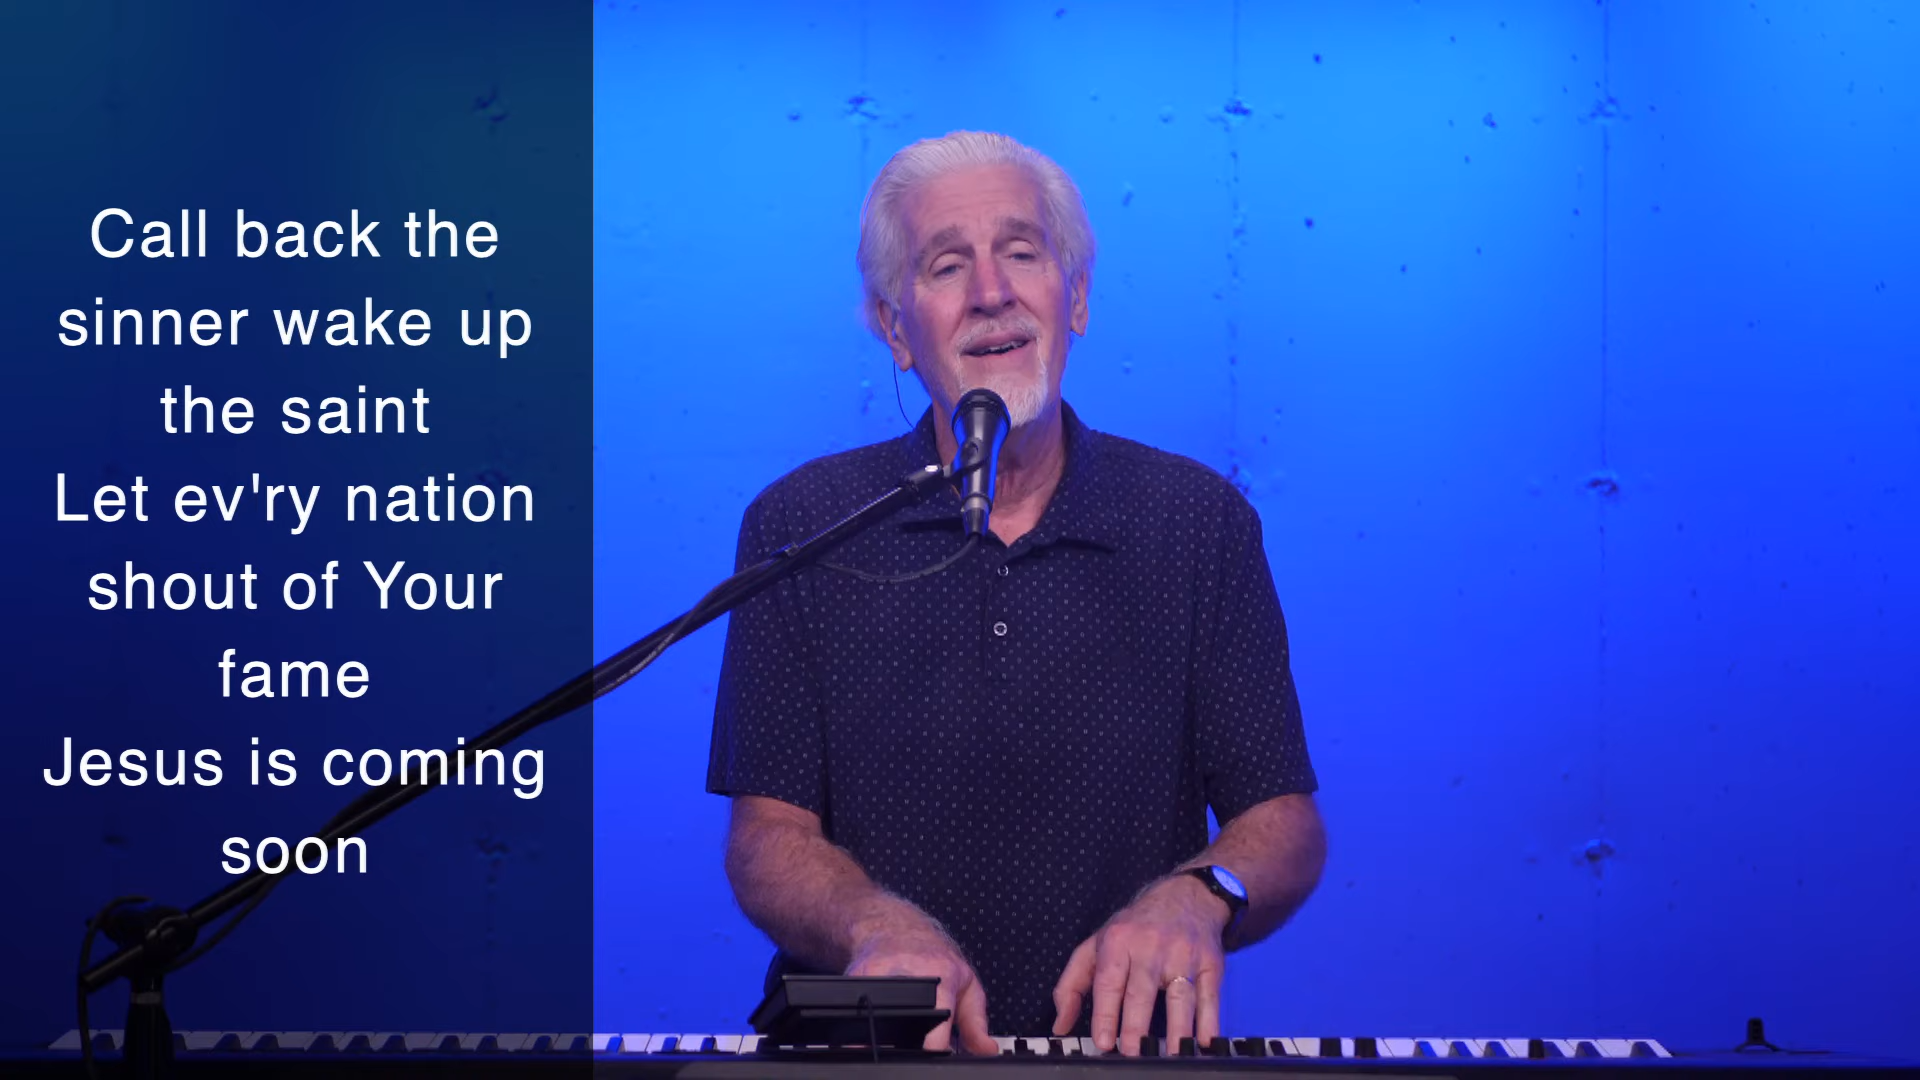 Call back the
sinner wake up
the saint
Let ev'ry nation
shout of Your
fame
Jesus is coming
soon